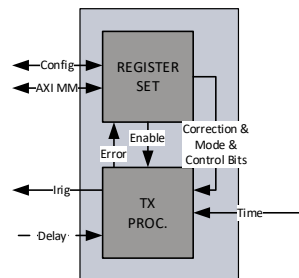 Config
AXI MM
REGISTER
SET
Correction &
Mode &
Control Bits
Enable
Error
Irig
TX
PROC.
Time
Delay